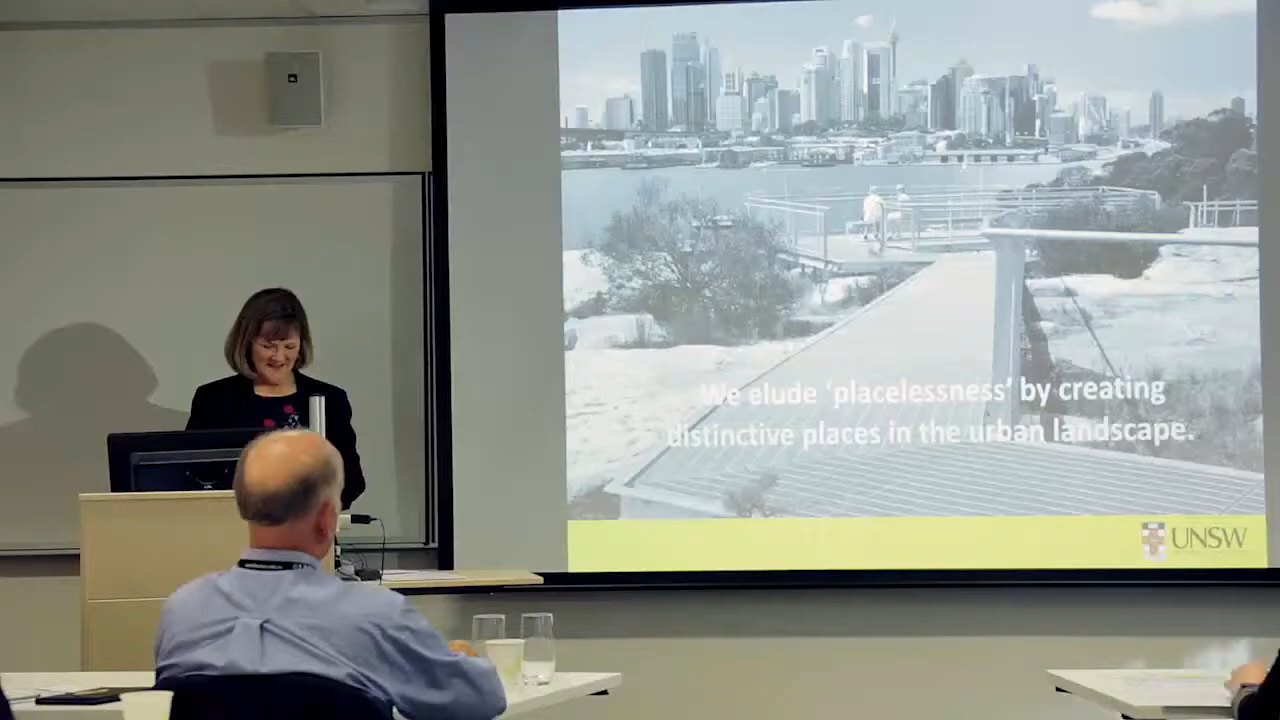 We elude ‘placelessness’ by creating
distinctive places in the urban landscape.
UNSW